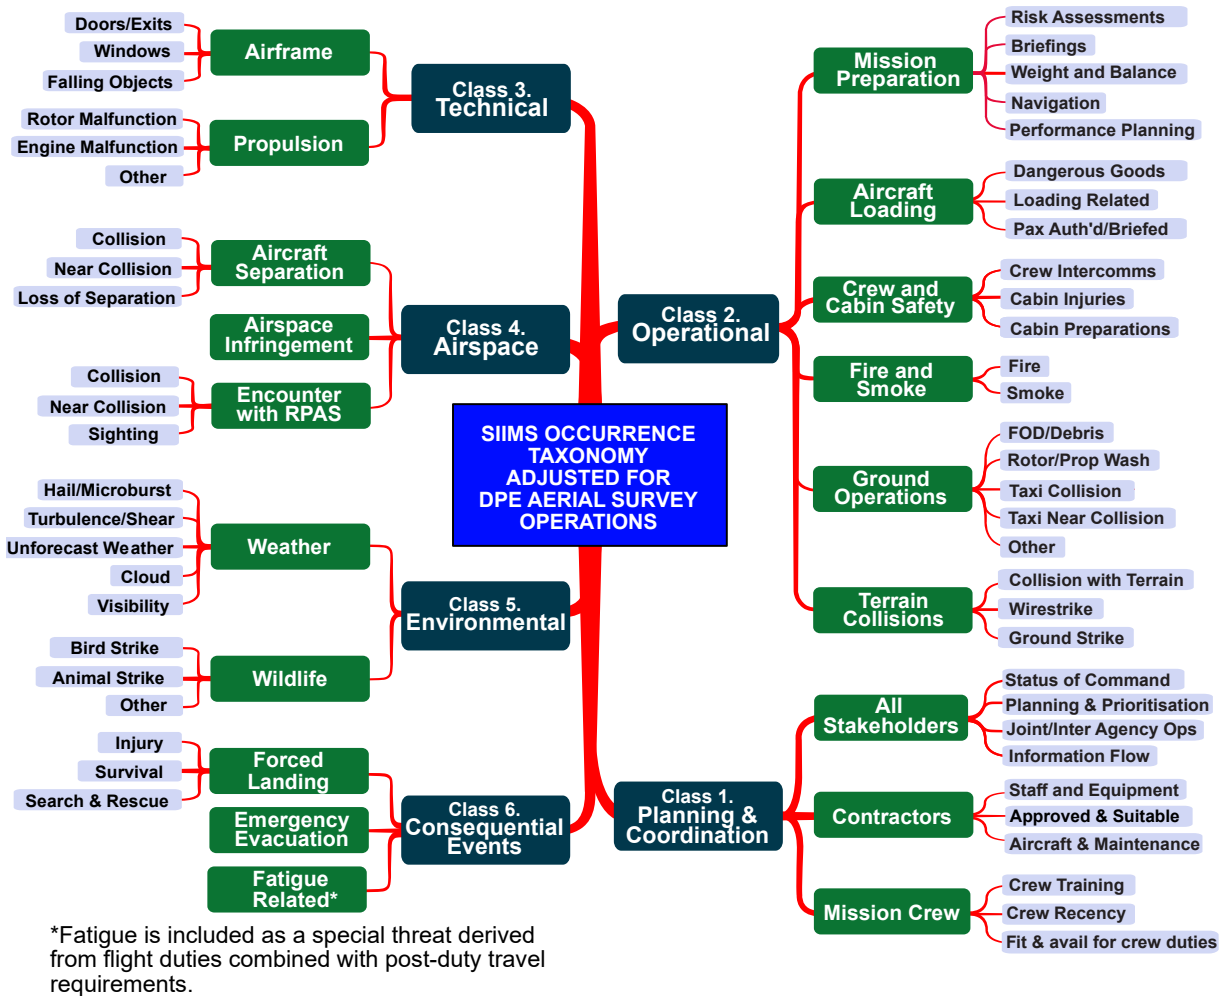 SIIMS OCCURRENCE
TAXONOMY
ADJUSTED FOR
DPE AERIAL SURVEY
OPERATIONS
Class 3.
Technical
Airframe
Doors/Exits
Windows
Falling Objects
Propulsion
Rotor Malfunction
Engine Malfunction
Other
Class 4.
Airspace
Aircraft
Separation
Collision
Near Collision
Loss of Separation
Airspace
Infringement
Encounter
with RPAS
Collision
Near Collision
Sighting
Class 5.
Environmental
Weather
Hail/Microburst
Turbulence/Shear
Unforecast Weather
Cloud
Visibility
Wildlife
Bird Strike
Animal Strike
Other
Class 6.
Consequential
Events
Forced
Landing
Injury
Survival
Search & Rescue
Emergency
Evacuation
Fatigue
Related*
Class 2.
Operational
Mission
Preparation
Risk Assessments
Briefings
Weight and Balance
Navigation
Performance Planning
Aircraft
Loading
Dangerous Goods
Loading Related
Pax Auth'd/Briefed
Crew and
Cabin Safety
Crew Intercomms
Cabin Injuries
Cabin Preparations
Fire and
Smoke
Fire
Smoke
Ground
Operations
FOD/Debris
Rotor/Prop Wash
Taxi Collision
Taxi Near Collision
Other
Terrain
Collisions
Collision with Terrain
Wirestrike
Ground Strike
Class 1.
Planning &
Coordination
All
Stakeholders
Status of Command
Planning & Prioritisation
Joint/Inter Agency Ops
Information Flow
Contractors
Staff and Equipment
Approved & Suitable
Aircraft & Maintenance
Mission Crew
Crew Training
Crew Recency
Fit & avail for crew duties
*Fatigue is included as a special threat derived
from flight duties combined with post-duty travel
requirements.